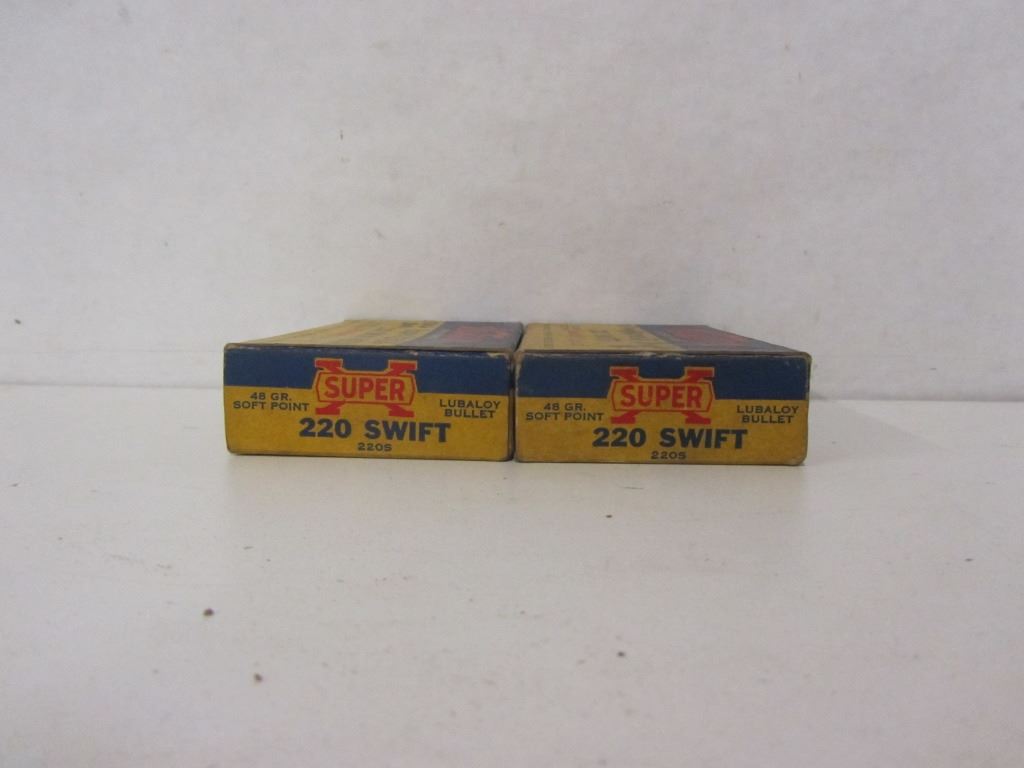 SUPER
X
48 GR.
SOFT POINT
LUBALOY
BULLET
220 SWIFT
220S
SUPER
X
48 GR.
SOFT POINT
LUBALOY
BULLET
220 SWIFT
220S